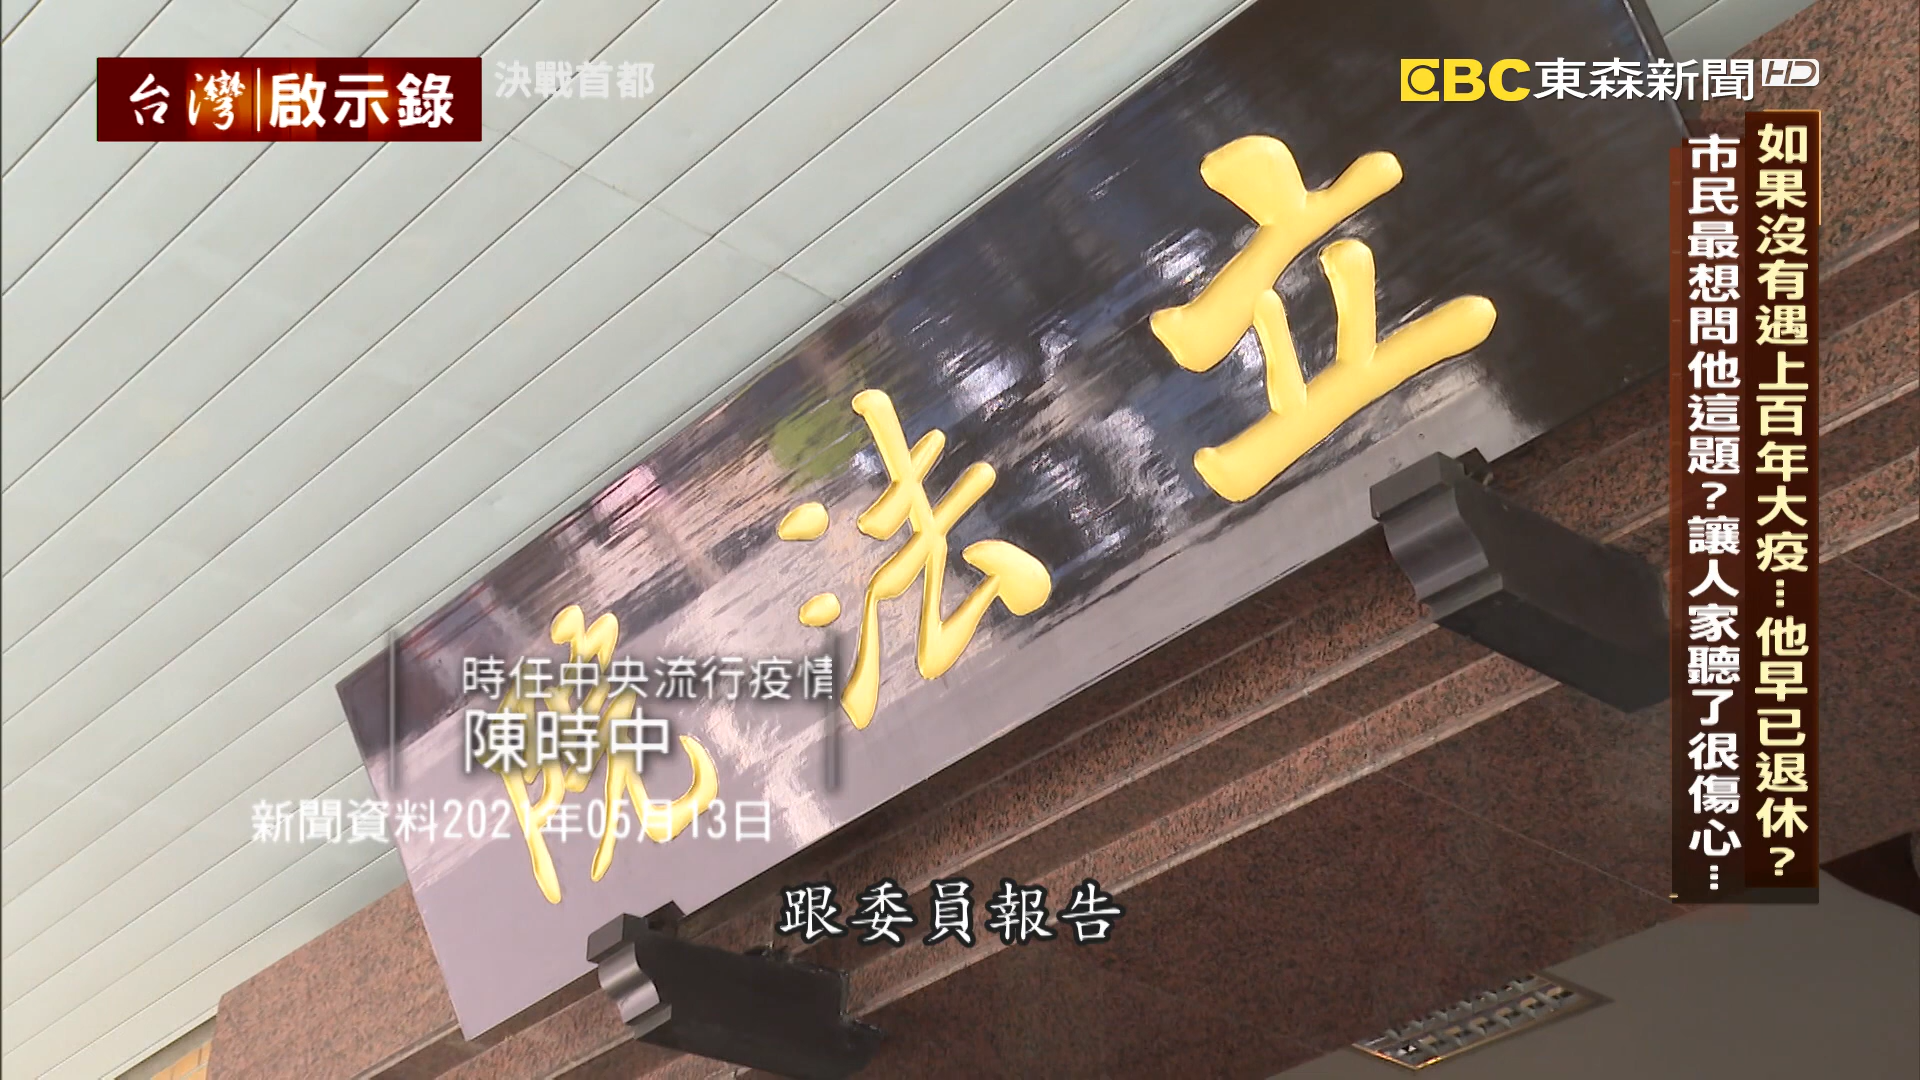 台灣啟示錄
決戰首都
EBC東森新聞HD
如果沒有遇上百年大疫…他早已退休?
市民最想問他這題?讓人家聽了很傷心…
立法院
時任中央流行疫情
陳時中
新聞資料2021年05月13日
跟委員報告